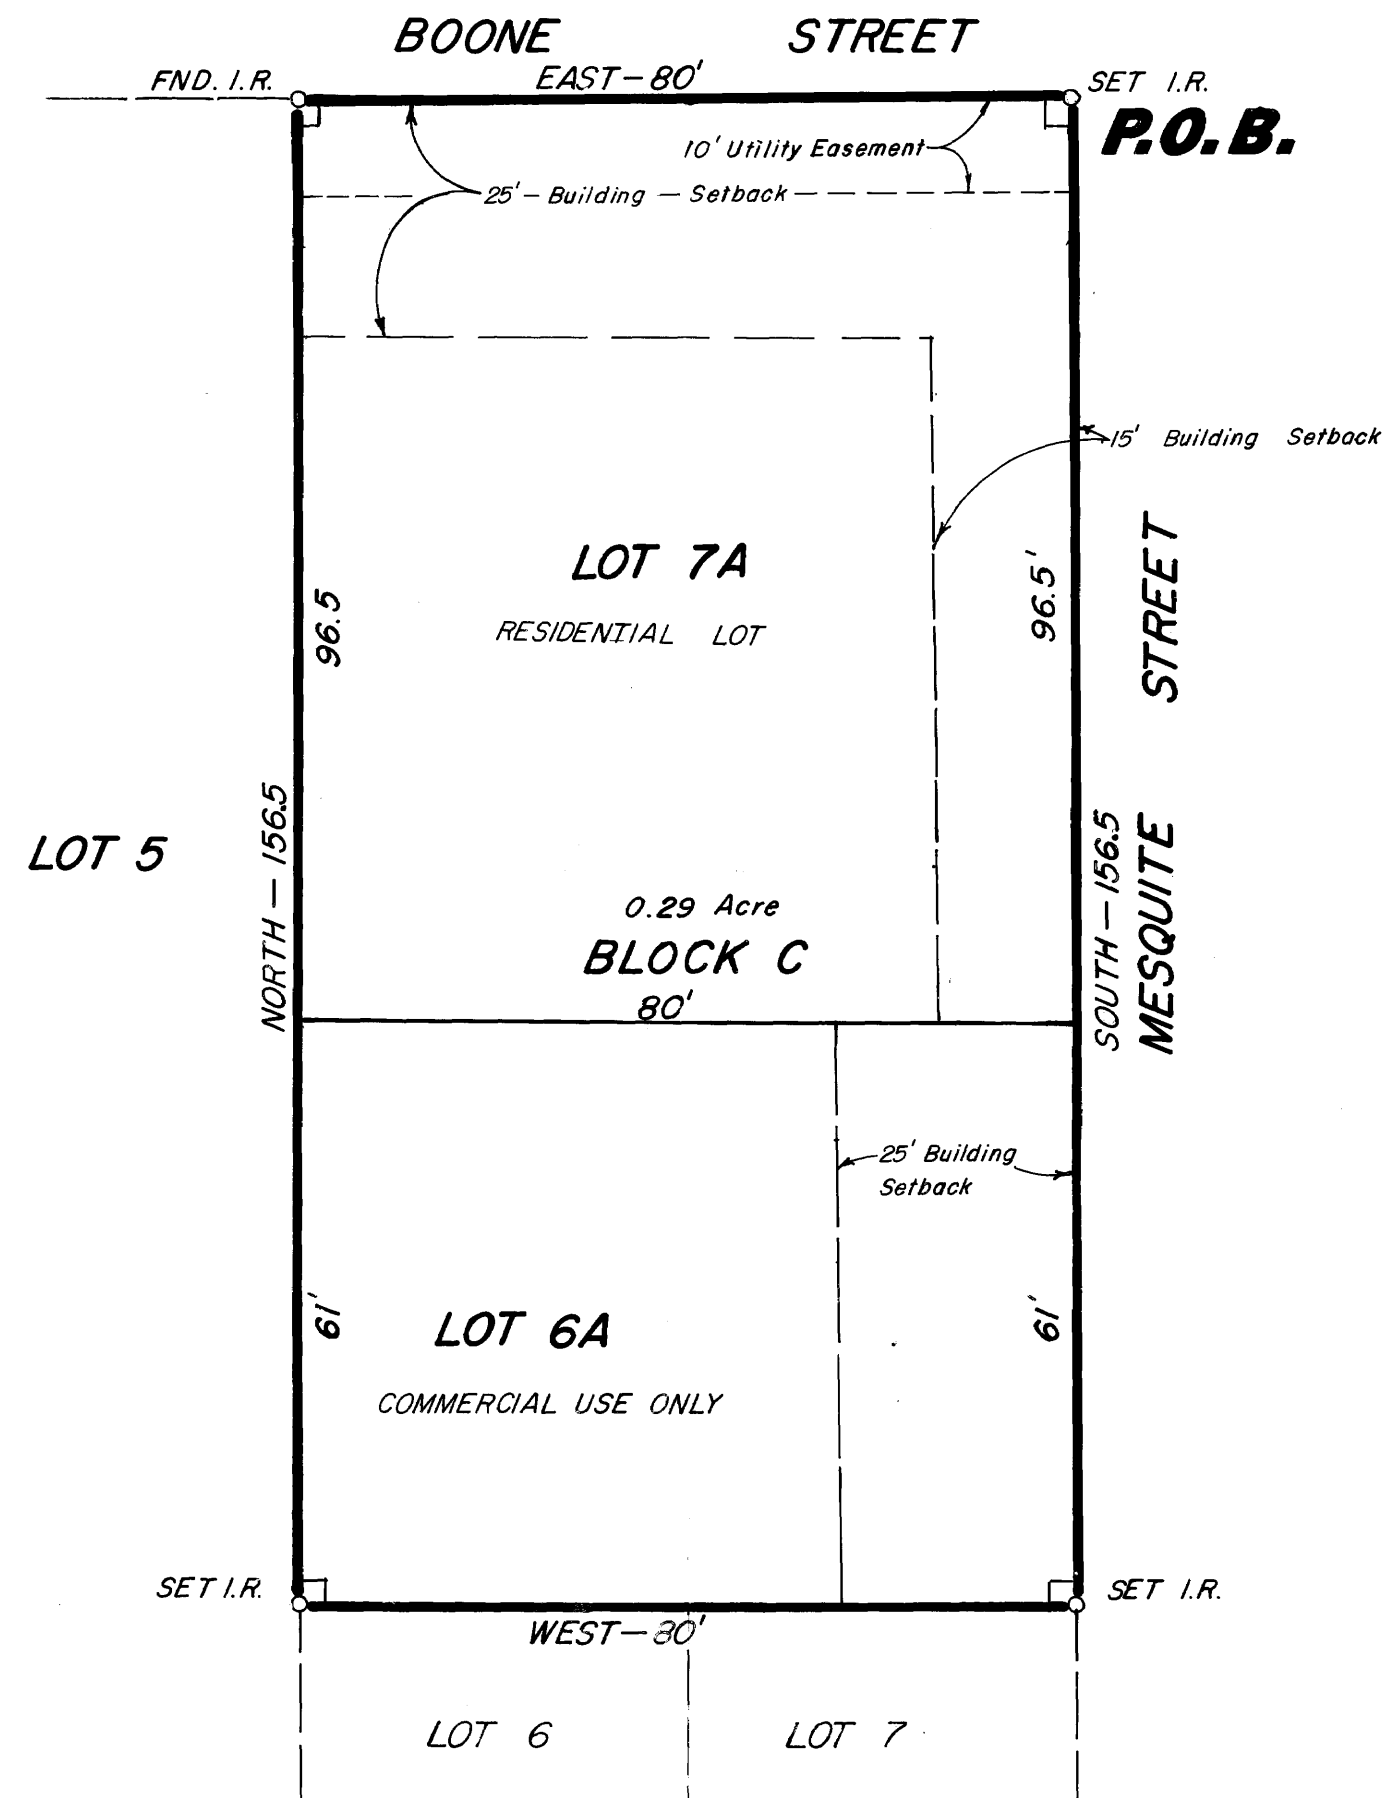 BOONE STREET
FND. I.R.
EAST-80'
SET I.R.
P.O.B.
10' Utility Easement
25'- Building - Setback
15' Building Setback
LOT 7A
RESIDENTIAL LOT
96.5
96.5'
MESQUITE STREET
LOT 5
NORTH-156.5
SOUTH-156.5
0.29 Acre
BLOCK C
80'
25' Building
Setback
61'
61'
LOT 6A
COMMERCIAL USE ONLY
SET I.R.
SET I.R.
WEST-80'
LOT 6
LOT 7